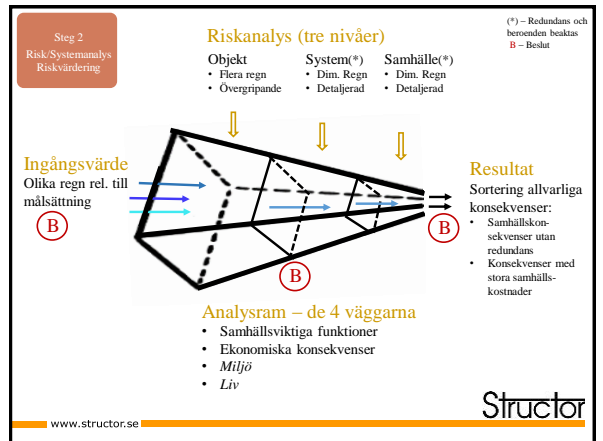 Steg 2
Risk/Systemanalys
Riskvärdering
Riskanalys (tre nivåer)
(*) – Redundans och
beroenden beaktas
B – Beslut
Objekt
• Flera regn
• Övergripande
System(*)
• Dim. Regn
• Detaljerad
Samhälle(*)
• Dim. Regn
• Detaljerad
Ingångsvärde
Olika regn rel. till
målsättning
B
B
B
Resultat
Sortering allvarliga
konsekvenser:
• Samhällskon-
sekvenser utan
redundans
• Konsekvenser med
stora samhälls-
kostnader
Analysram – de 4 väggarna
• Samhällsviktiga funktioner
• Ekonomiska konsekvenser
• Miljö
• Liv
www.structor.se
Structor